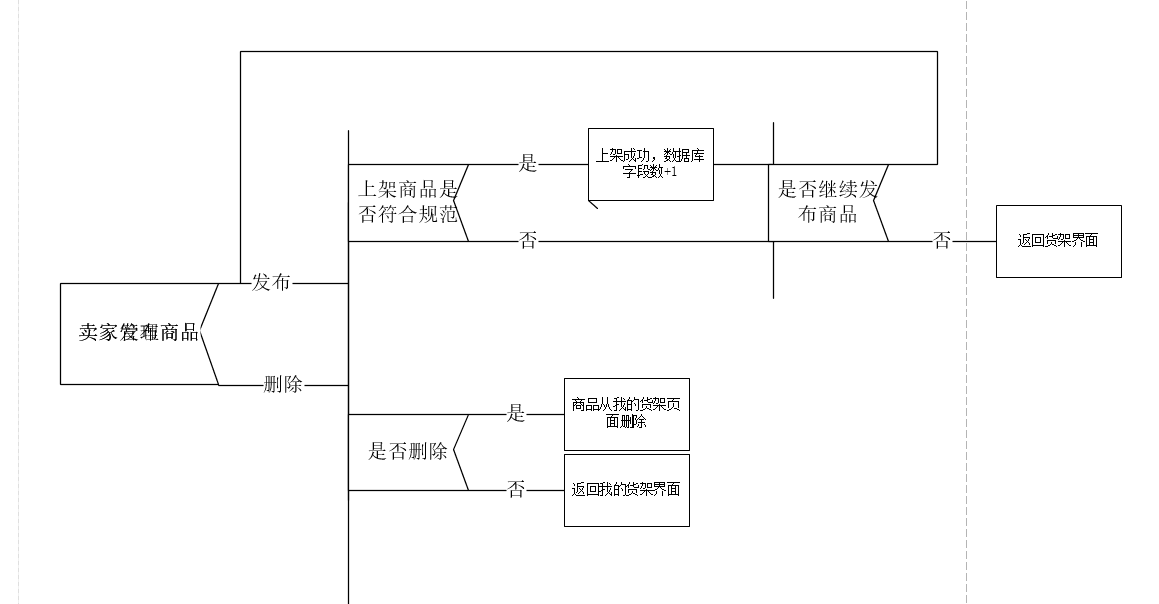 是
上架成功，数据库
字段数+1
上架商品是
否符合规范
是否继续发
布商品
否
否
返回货架界面
发布
卖家
商品
删除
是
商品从我的货架页
面删除
是否删除
否
返回我的货架界面